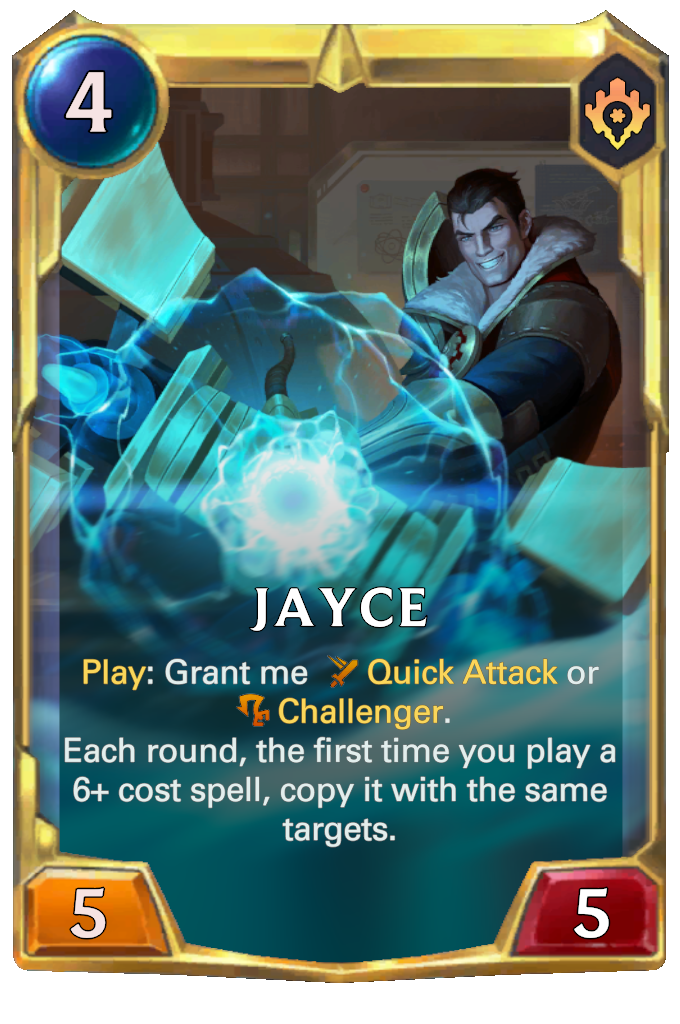 4
JAYCE
Play: Grant me Quick Attack or
Challenger.
Each round, the first time you play a
6+ cost spell, copy it with the same
targets.
5
5